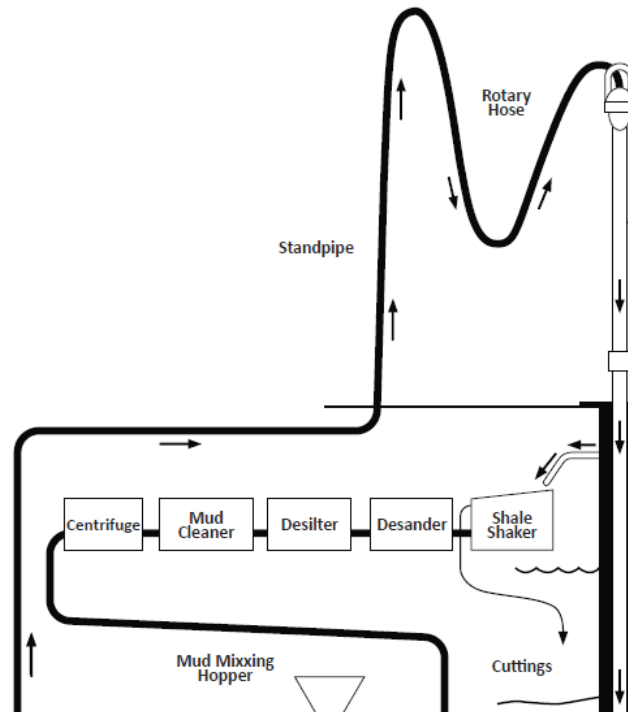 Rotary
Hose
Standpipe
Centrifuge
Mud
Cleaner
Desilter
Desander
Shale
Shaker
Mud Mixxing
Hopper
Cuttings